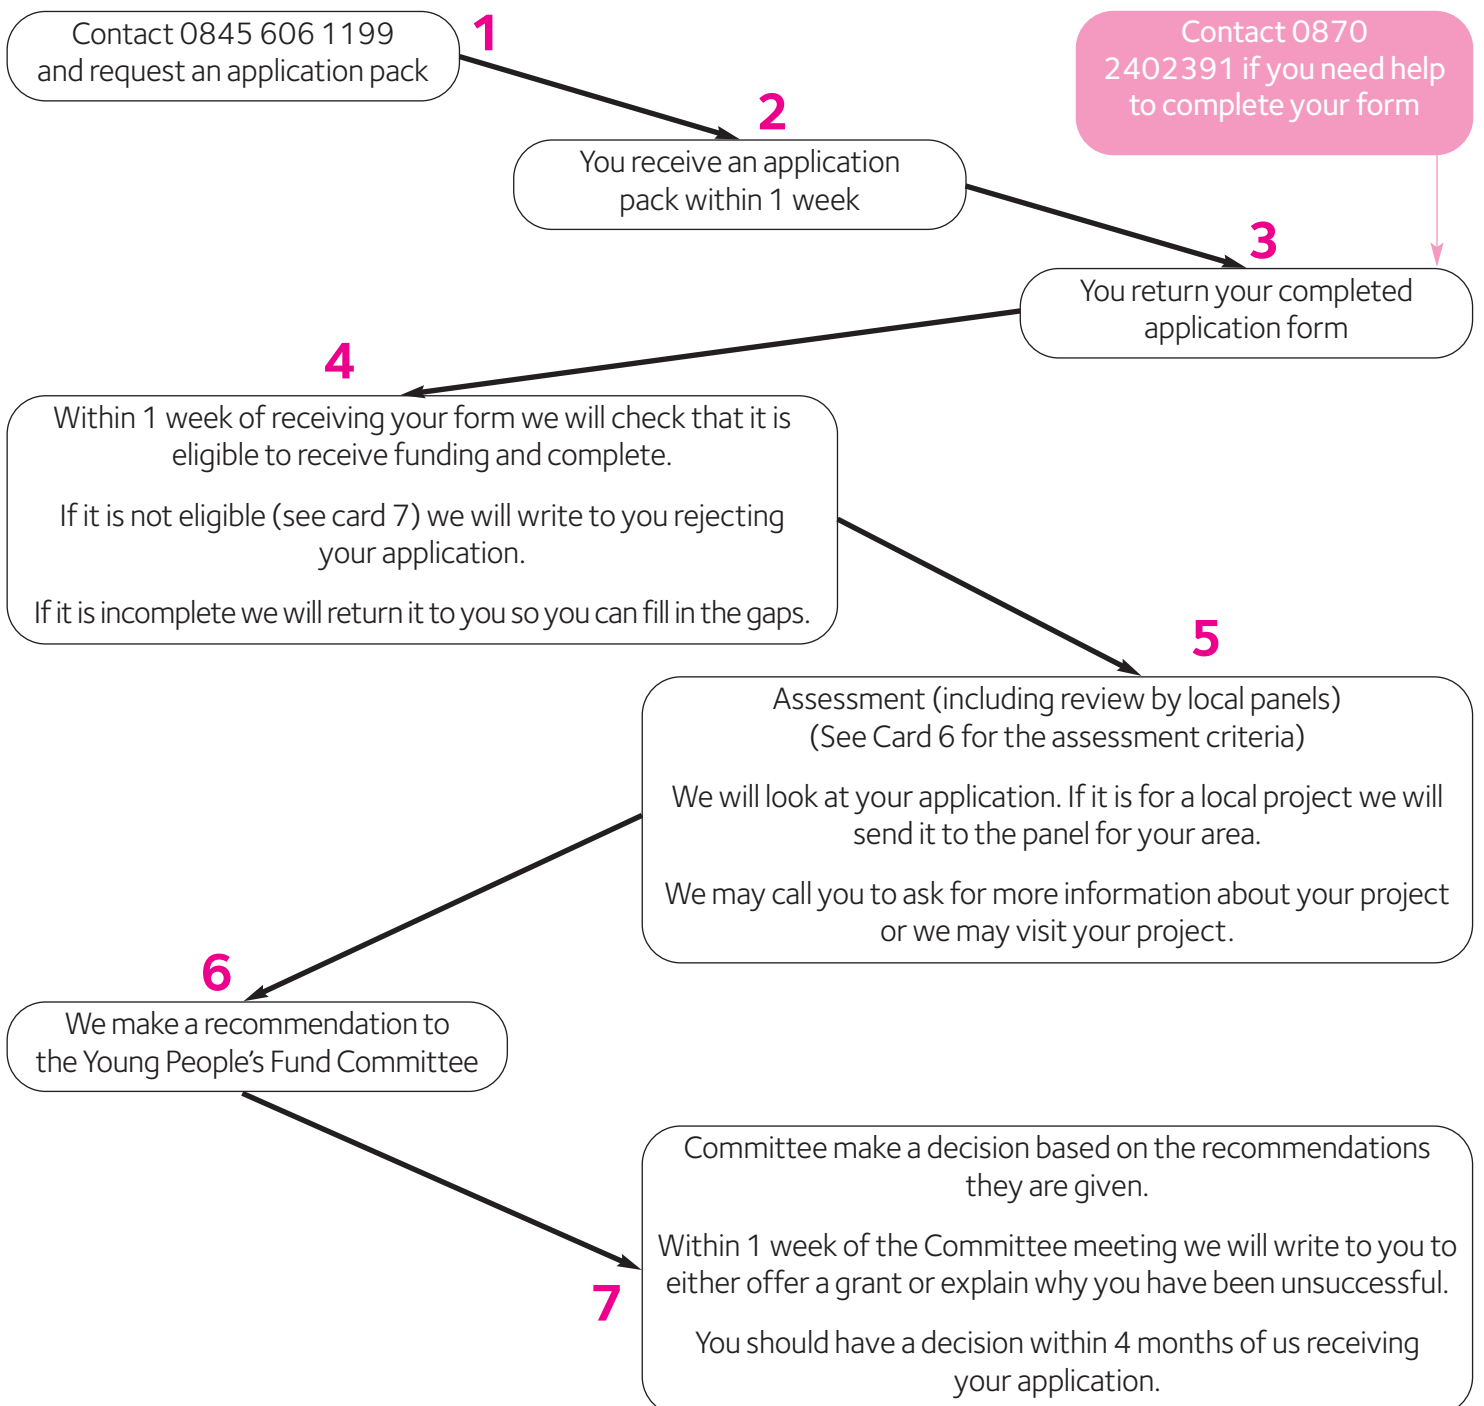 Contact 0845 606 1199
and request an application pack
1
Contact 0870
2402391 if you need help
to complete your form
2
You receive an application
pack within 1 week
3
You return your completed
application form
4
Within 1 week of receiving your form we will check that it is
eligible to receive funding and complete.
If it is not eligible (see card 7) we will write to you rejecting
your application.
If it is incomplete we will return it to you so you can fill in the gaps.
5
Assessment (including review by local panels)
(See Card 6 for the assessment criteria)
We will look at your application. If it is for a local project we will
send it to the panel for your area.
We may call you to ask for more information about your project
or we may visit your project.
6
We make a recommendation to
the Young People’s Fund Committee
7
Committee make a decision based on the recommendations
they are given.
Within 1 week of the Committee meeting we will write to you to
either offer a grant or explain why you have been unsuccessful.
You should have a decision within 4 months of us receiving
your application.